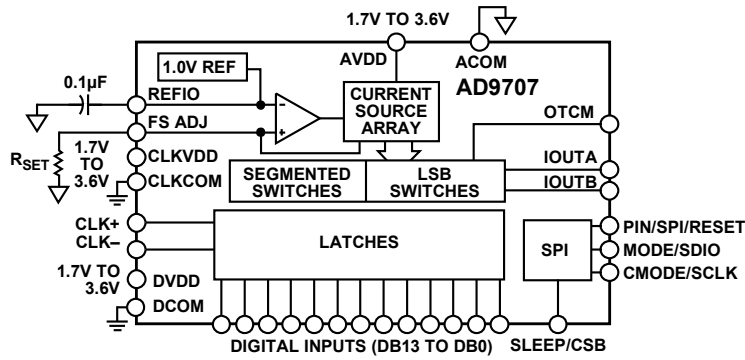 1.7V TO 3.6V
ACOM
AVDD
AD9707
1.0V REF
0.1µF
REFIO
FS ADJ
CURRENT
SOURCE
ARRAY
OTCM
RSET
1.7V
TO
3.6V
CLKVDD
CLKCOM
SEGMENTED
SWITCHES
LSB
SWITCHES
IOUTA
IOUTB
CLK+
CLK–
LATCHES
SPI
PIN/SPI/RESET
MODE/SDIO
CMODE/SCLK
1.7V TO
3.6V
DVDD
DCOM
DIGITAL INPUTS (DB13 TO DB0)
SLEEP/CSB